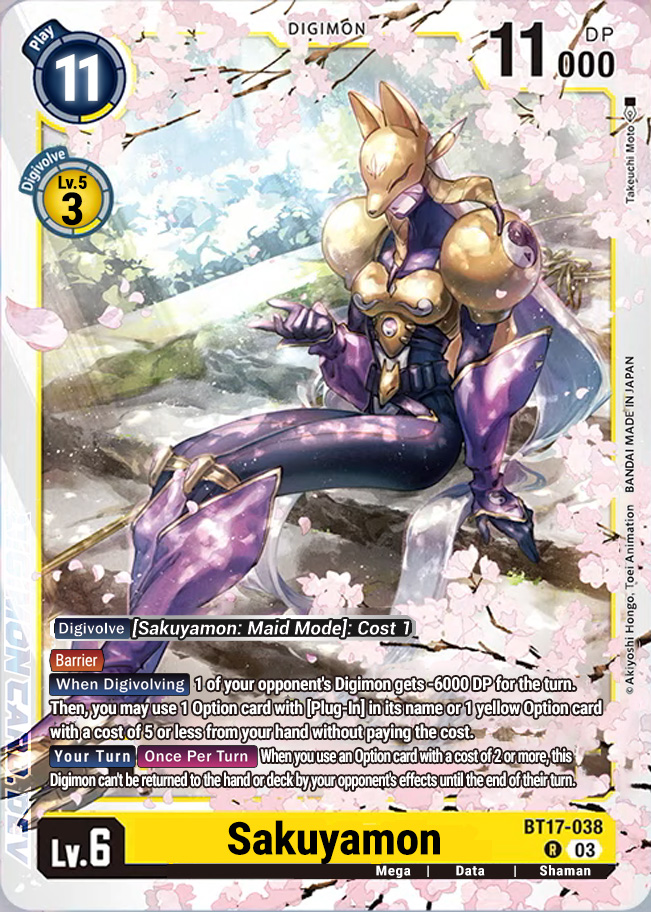 DIGIMON
Play
11
11000
DP
Digivolve
Lv.5
3
Takeuchi Moto
© Akiyoshi Hongo, Toei Animation BANDAI MADE IN JAPAN
Digivolve [Sakuyamon: Maid Mode]: Cost 1
Barrier
When Digivolving 1 of your opponent's Digimon gets -6000 DP for the turn.
Then, you may use 1 Option card with [Plug-In] in its name or 1 yellow Option card
with a cost of 5 or less from your hand without paying the cost.
Your Turn Once Per Turn When you use an Option card with a cost of 2 or more, this
Digimon can't be returned to the hand or deck by your opponent's effects until the end of their turn.
Lv.6
Sakuyamon
BT17-038
R 03
Mega | Data | Shaman